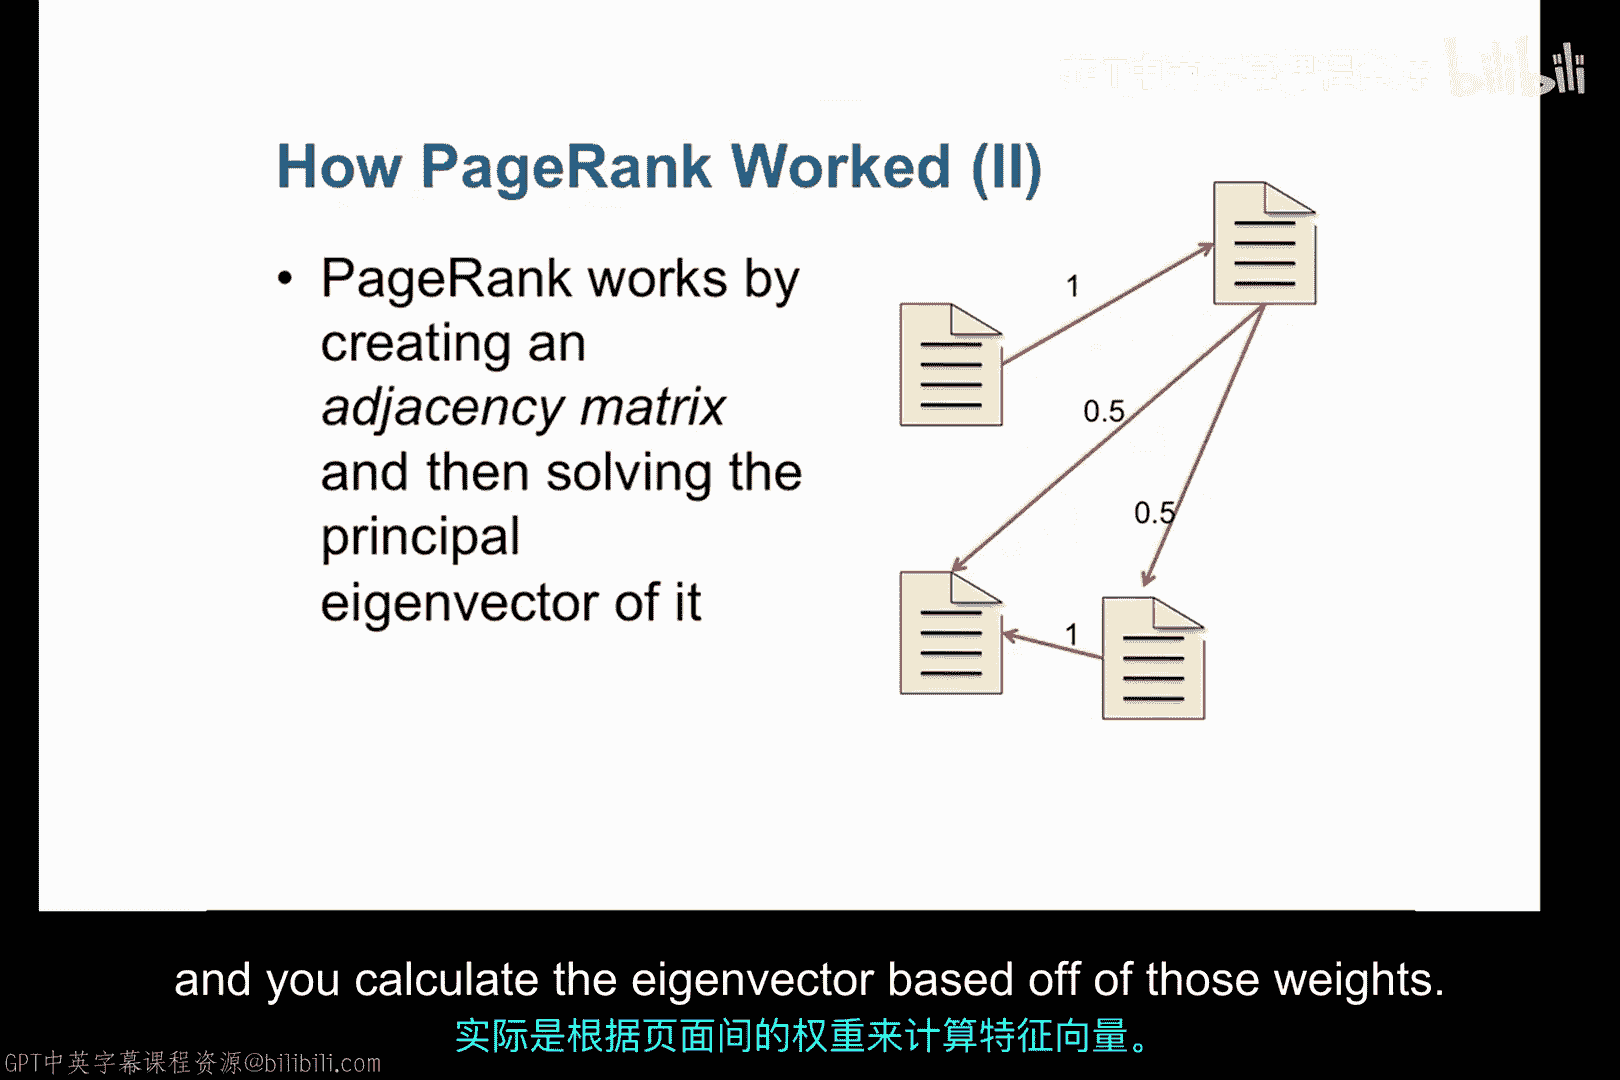 bilibili
How PageRank Worked (II)
• PageRank works by
creating an
adjacency matrix
and then solving the
principal
eigenvector of it
1
0.5
0.5
1
and you calculate the eigenvector based off of those weights.
实际是根据页面间的权重来计算特征向量。
GPT中英字幕课程资源@bilibili.com